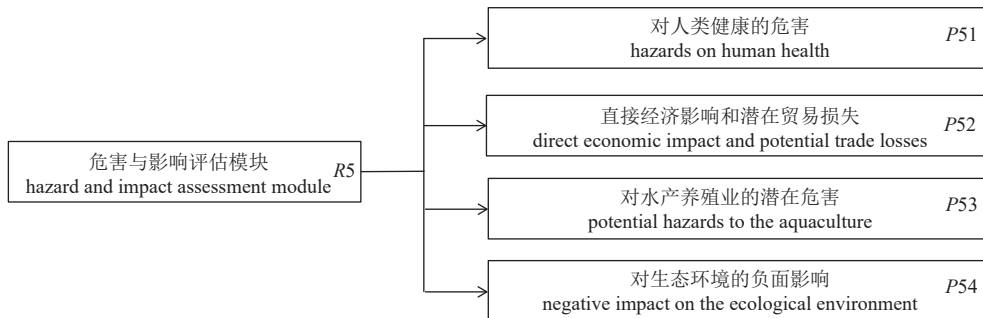 对人类健康的危害 P51
hazards on human health
直接经济影响和潜在贸易损失 P52
direct economic impact and potential trade losses
危害与影响评估模块 R5
hazard and impact assessment module
对水产养殖业的潜在危害 P53
potential hazards to the aquaculture
对生态环境的负面影响 P54
negative impact on the ecological environment